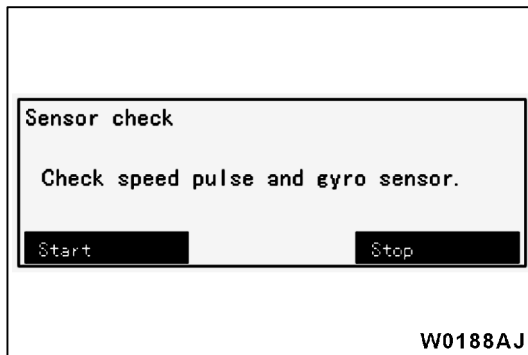 Sensor check
Check speed pulse and gyro sensor.
Start Stop
W0188AJ